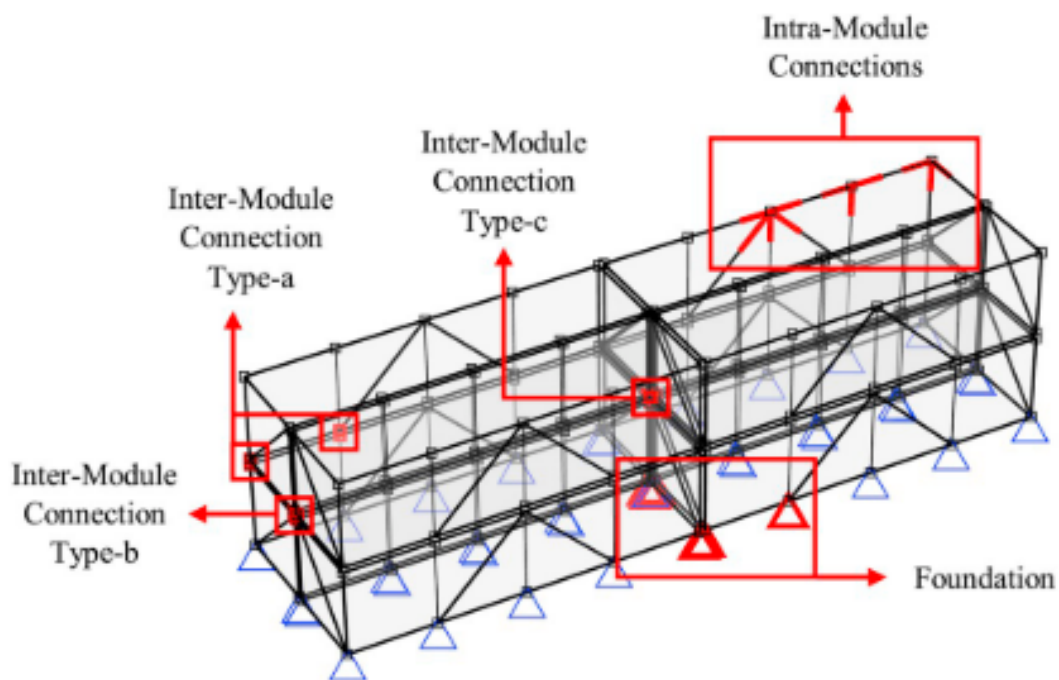 Intra-Module
Connections
Inter-Module
Connection
Type-c
Inter-Module
Connection
Type-a
Inter-Module
Connection
Type-b
Foundation